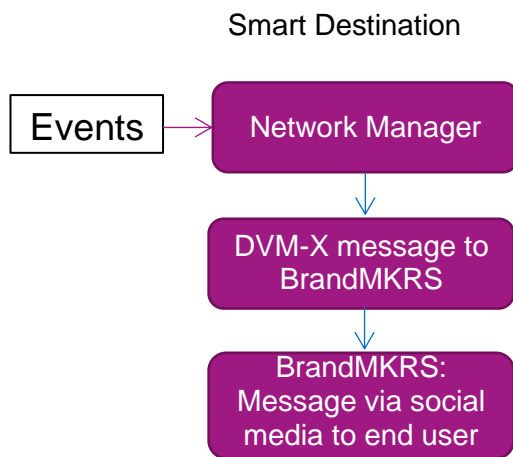 Smart Destination
Events
Network Manager
DVM-X message to
BrandMKRS
BrandMKRS:
Message via social
media to end user